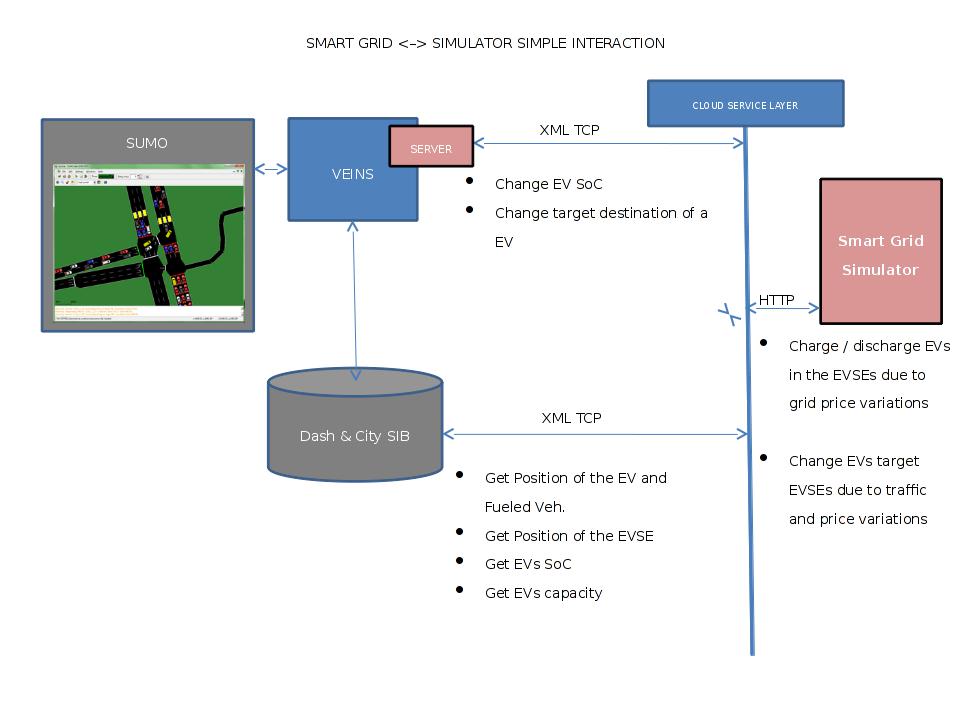 SMART GRID <–> SIMULATOR SIMPLE INTERACTION
CLOUD SERVICE LAYER
SUMO
XML TCP
SERVER
VEINS
• Change EV SoC
• Change target destination of a
EV
Smart Grid
Simulator
HTTP
• Charge / discharge EVs
in the EVSEs due to
grid price variations
• Change EVs target
EVSEs due to traffic
and price variations
XML TCP
Dash & City SIB
• Get Position of the EV and
Fueled Veh.
• Get Position of the EVSE
• Get EVs SoC
• Get EVs capacity